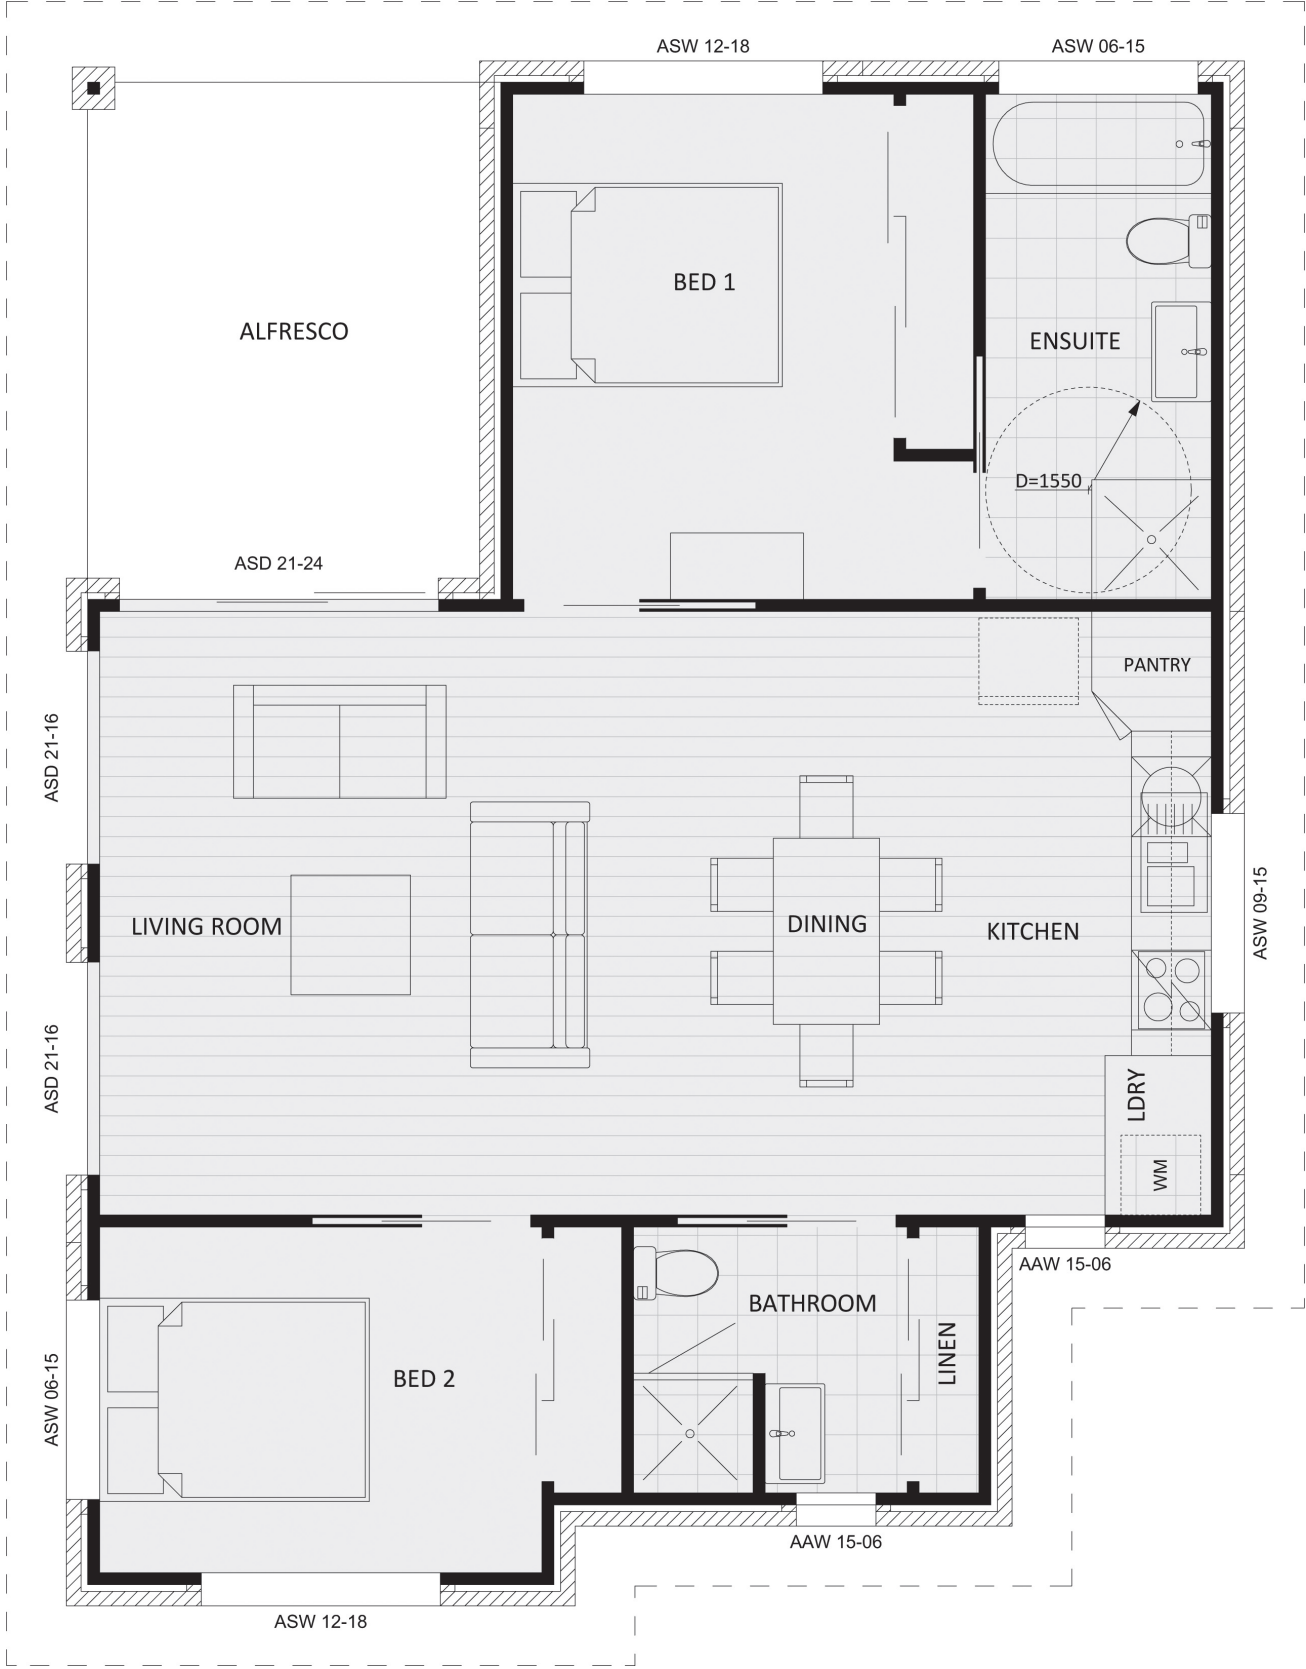 ASW 12-18
ASW 06-15
BED 1
ALFRESCO
ENSUITE
D=1550
ASD 21-24
PANTRY
ASD 21-16
LIVING ROOM
DINING
KITCHEN
ASW 09-15
ASD 21-16
LDRY
WM
AAW 15-06
BATHROOM
LINEN
BED 2
ASW 06-15
AAW 15-06
ASW 12-18